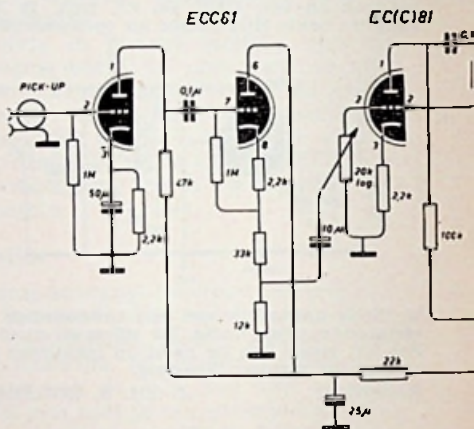 ECC81
EC(C)81
PICK-UP
1
6
1
2
0,1µ
7
2
2
3
8
3
1M
50µ
2,2k
47k
1M
2,2k
20k
log.
2,2k
10µ
33k
100k
12k
22k
25µ